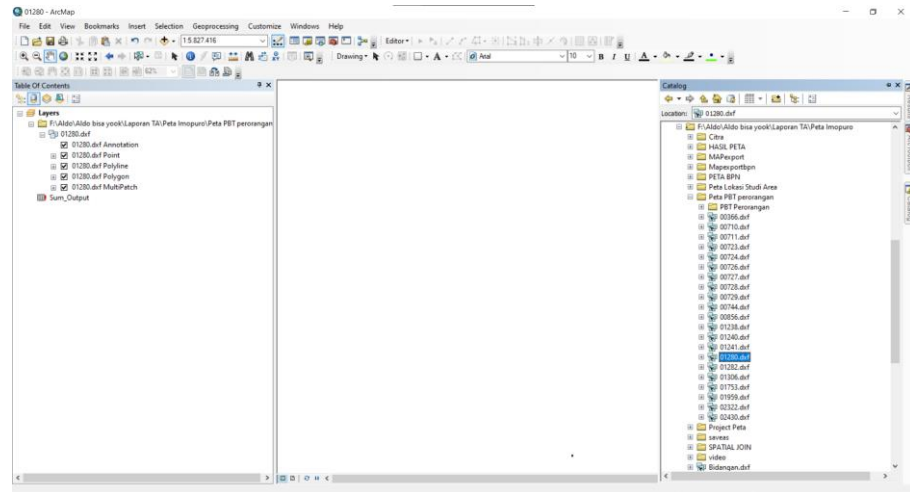 01280 - ArcMap
File Edit View Bookmarks Insert Selection Geoprocessing Customize Windows Help
1:5.827.416
Editor
Drawing
Arial
10
B I U A
Table Of Contents
Layers
F:\Aldo\Aldo bisa yook\Laporan TA\Peta Imopuro\Peta PBT perorangan
01280.dxf
01280.dxf Annotation
01280.dxf Point
01280.dxf Polyline
01280.dxf Polygon
01280.dxf MultiPatch
Sum_Output
Catalog
Location: 01280.dxf
F:\Aldo\Aldo bisa yook\Laporan TA\Peta Imopuro
Citra
HASIL PETA
MAPexport
Mapexportbpn
PETA BPN
Peta Lokasi Studi Area
Peta PBT perorangan
PBT Perorangan
00366.dxf
00710.dxf
00711.dxf
00723.dxf
00724.dxf
00726.dxf
00727.dxf
00728.dxf
00729.dxf
00744.dxf
00856.dxf
01238.dxf
01240.dxf
01241.dxf
01280.dxf
01282.dxf
01306.dxf
01753.dxf
01959.dxf
02322.dxf
02430.dxf
Project Peta
saveas
SPATIAL JOIN
video
Bidangan.dxf